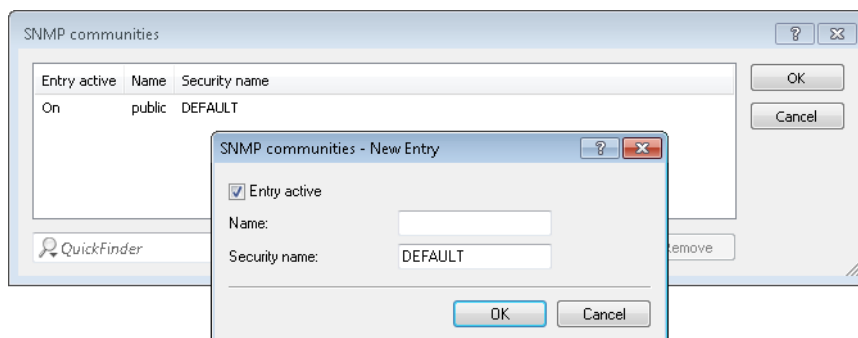 SNMP communities
Entry active Name Security name
On public DEFAULT
OK
Cancel
QuickFinder
SNMP communities - New Entry
Entry active
Name:
Security name: DEFAULT
OK Cancel